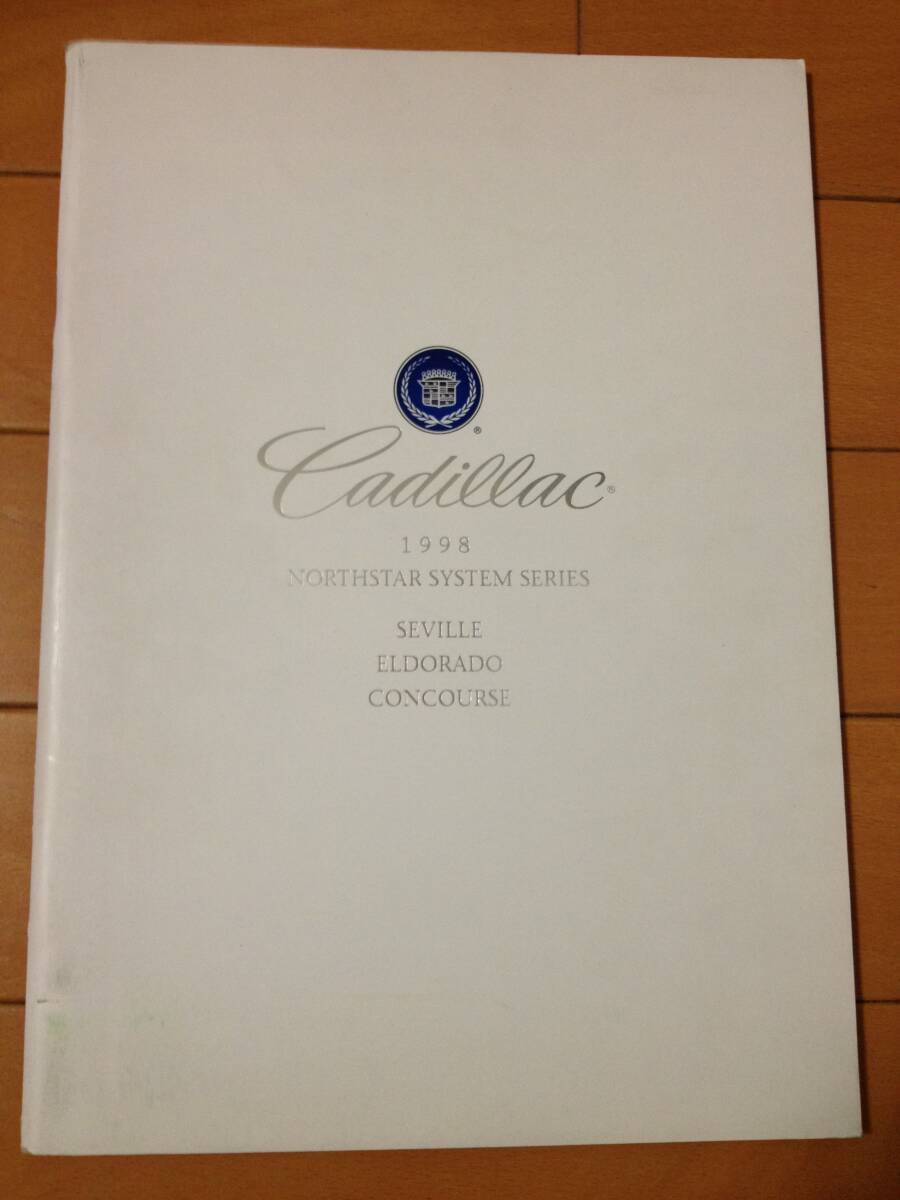 ®
Cadillac®
1998
NORTHSTAR SYSTEM SERIES
SEVILLE
ELDORADO
CONCOURSE